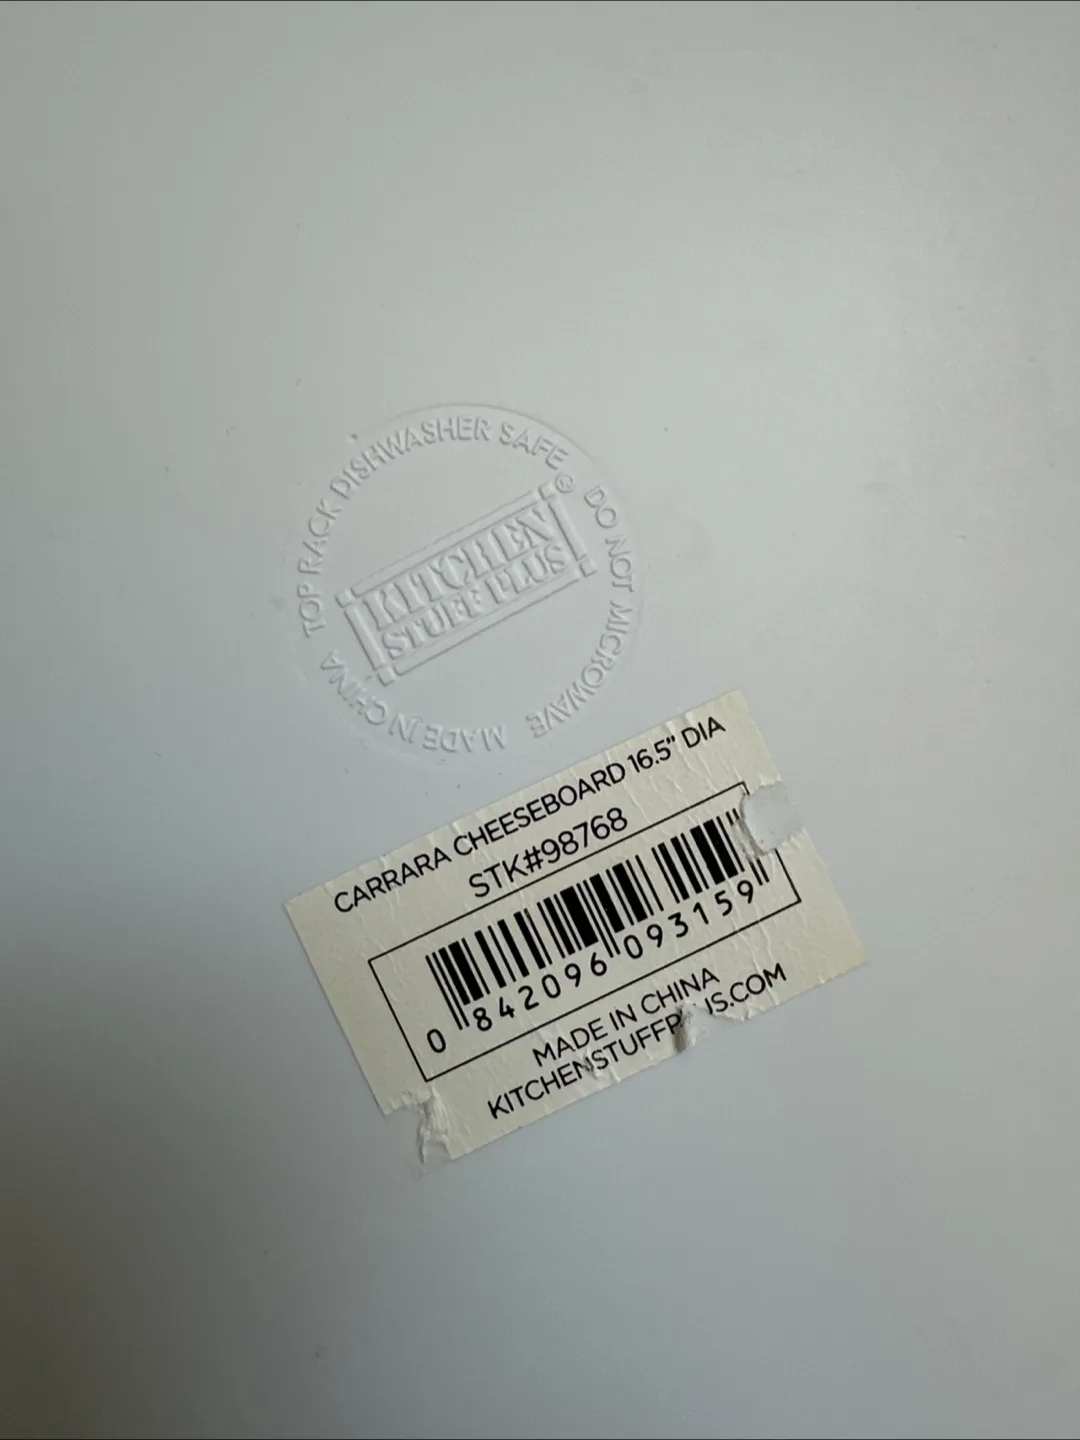 TOP RACK DISHWASHER SAFE
®
DO NOT MICROWAVE
MADE IN CHINA
KITCHEN
STUFF PLUS
CARRARA CHEESEBOARD 16.5" DIA
STK#98768
0 842096 093159
MADE IN CHINA